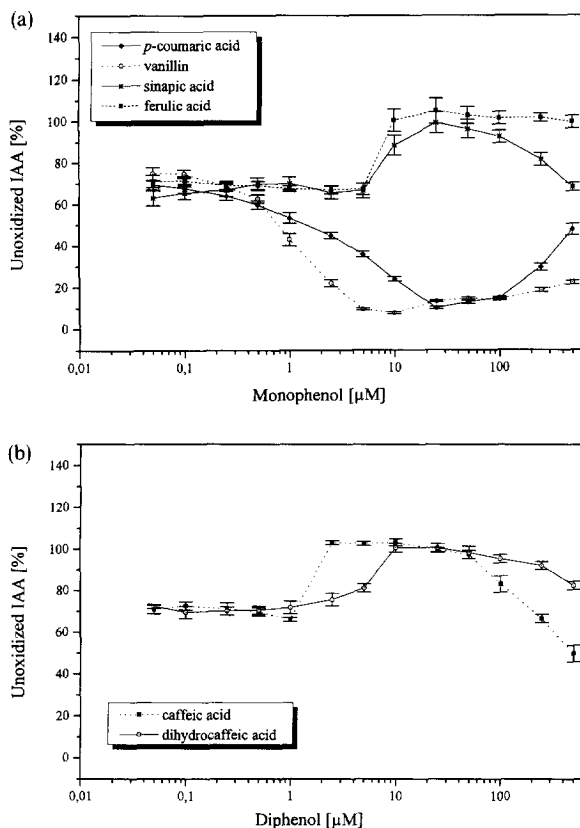 (a)
p-coumaric acid
vanillin
sinapic acid
ferulic acid
140
120
100
80
60
40
20
0
Unoxidized IAA [%]
0,01
0,1
1
10
100
Monophenol [µM]
(b)
140
120
100
80
60
40
20
0
Unoxidized IAA [%]
caffeic acid
dihydrocaffeic acid
0,01
0,1
1
10
100
Diphenol [µM]